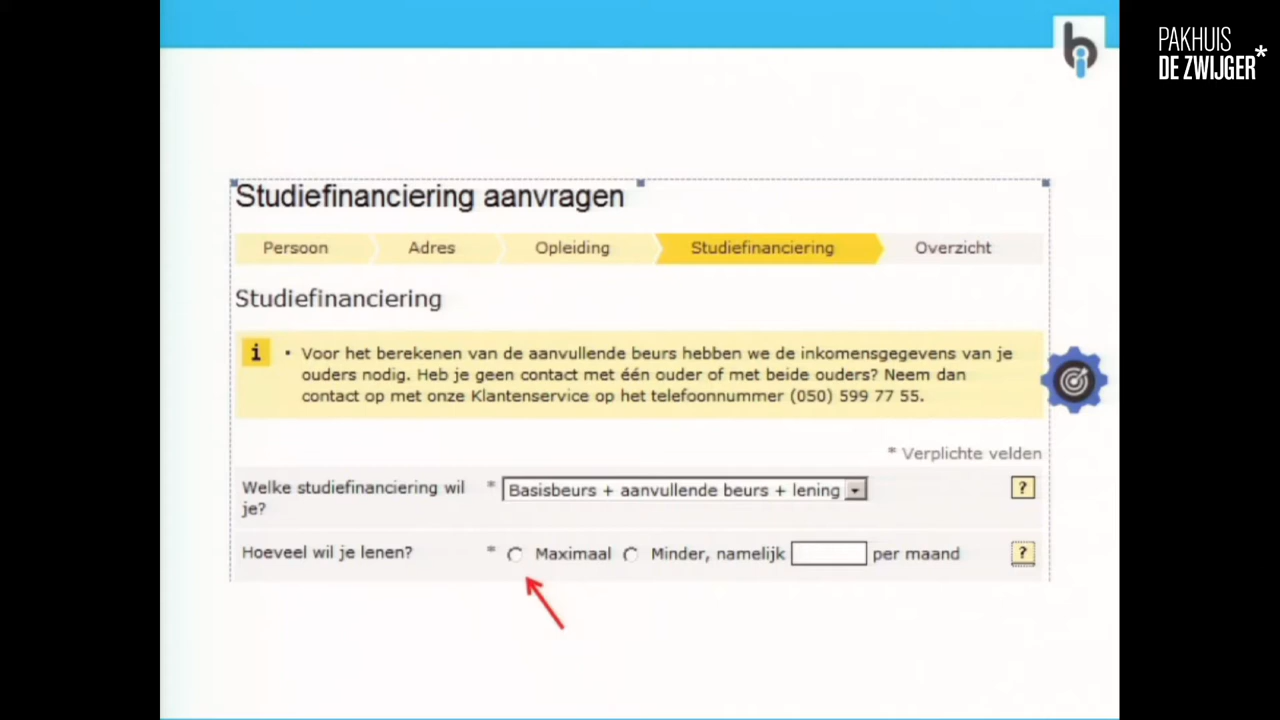 PAKHUIS
DE ZWIJGER*
Studiefinanciering aanvragen
Persoon Adres Opleiding Studiefinanciering Overzicht
Studiefinanciering
i • Voor het berekenen van de aanvullende beurs hebben we de inkomensgegevens van je
ouders nodig. Heb je geen contact met één ouder of met beide ouders? Neem dan
contact op met onze Klantenservice op het telefoonnummer (050) 599 77 55.
* Verplichte velden
Welke studiefinanciering wil * Basisbeurs + aanvullende beurs + lening ?
je?
Hoeveel wil je lenen? * Maximaal Minder, namelijk per maand ?